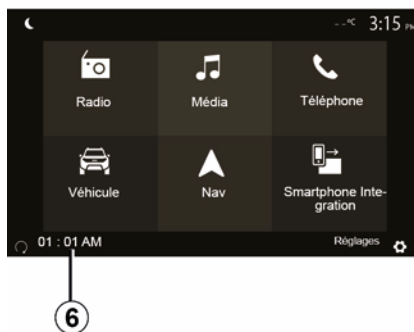 --°C 3:15 PM
Radio
Média
Téléphone
Véhicule
Nav
Smartphone Inte-
gration
01 : 01 AM
Réglages
6